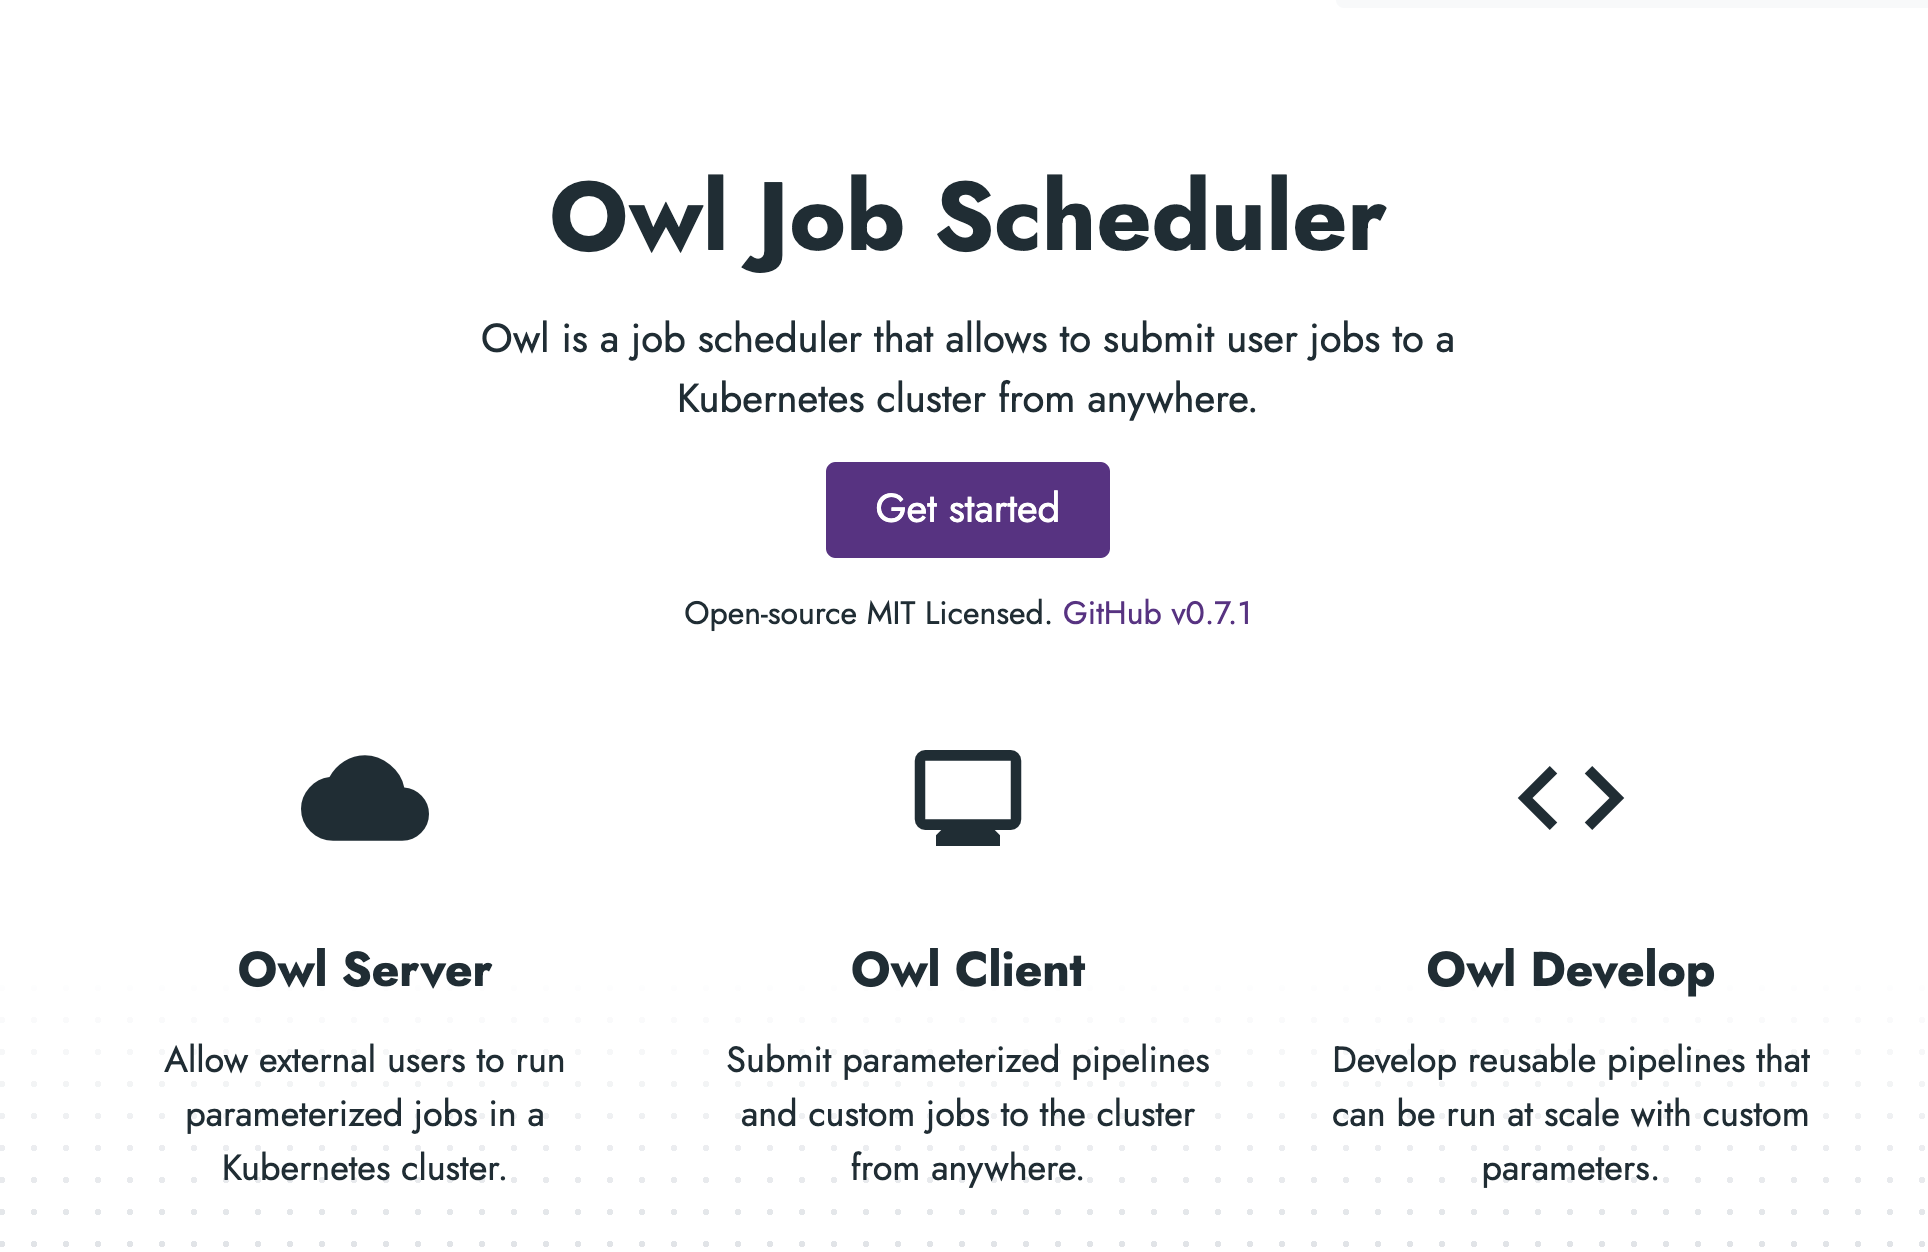 Owl Job Scheduler
Owl is a job scheduler that allows to submit user jobs to a
Kubernetes cluster from anywhere.
Get started
Open-source MIT Licensed. GitHub v0.7.1
Owl Server
Allow external users to run
parameterized jobs in a
Kubernetes cluster.
Owl Client
Submit parameterized pipelines
and custom jobs to the cluster
from anywhere.
Owl Develop
Develop reusable pipelines that
can be run at scale with custom
parameters.